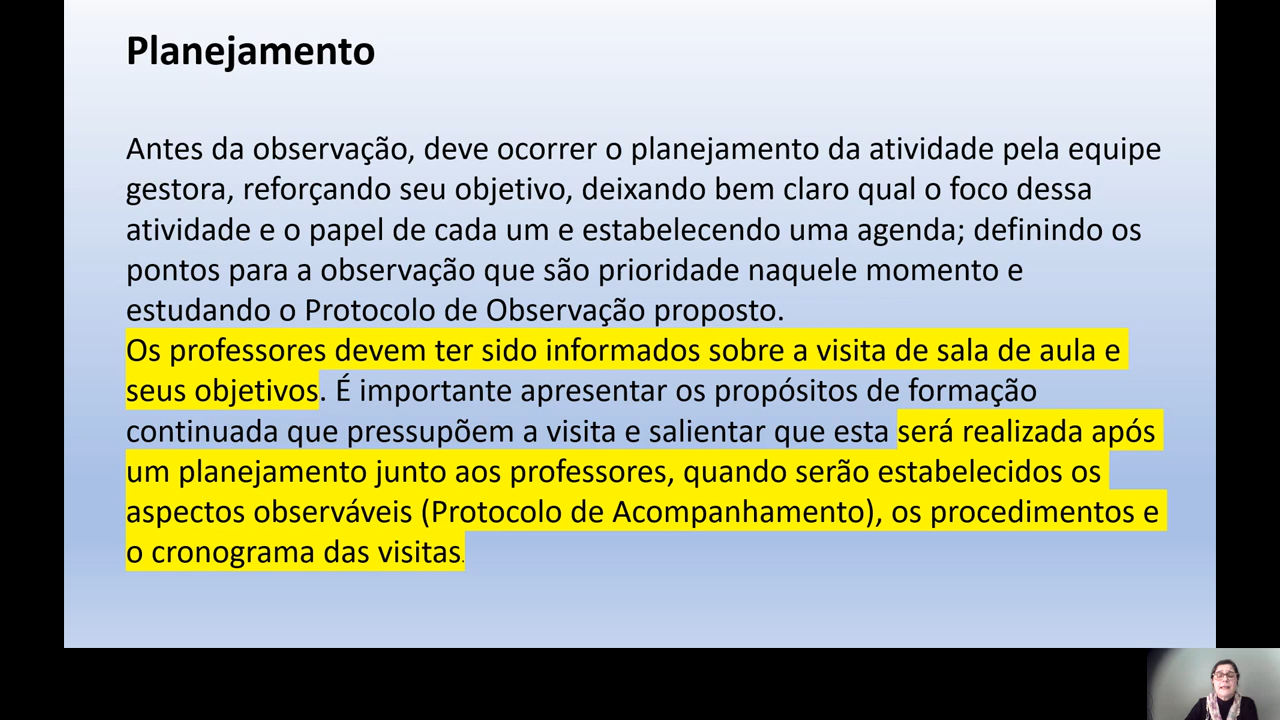 Planejamento
Antes da observação, deve ocorrer o planejamento da atividade pela equipe
gestora, reforçando seu objetivo, deixando bem claro qual o foco dessa
atividade e o papel de cada um e estabelecendo uma agenda; definindo os
pontos para a observação que são prioridade naquele momento e
estudando o Protocolo de Observação proposto.
Os professores devem ter sido informados sobre a visita de sala de aula e
seus objetivos. É importante apresentar os propósitos de formação
continuada que pressupõem a visita e salientar que esta será realizada após
um planejamento junto aos professores, quando serão estabelecidos os
aspectos observáveis (Protocolo de Acompanhamento), os procedimentos e
o cronograma das visitas.